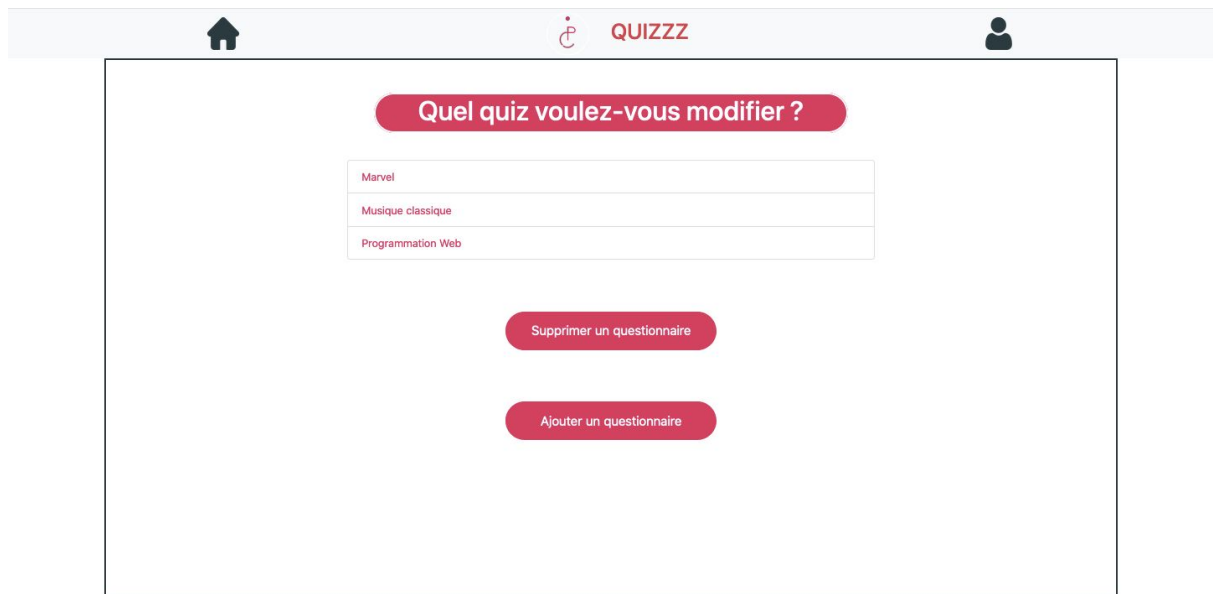 QUIZZZ
Quel quiz voulez-vous modifier ?
Marvel
Musique classique
Programmation Web
Supprimer un questionnaire
Ajouter un questionnaire